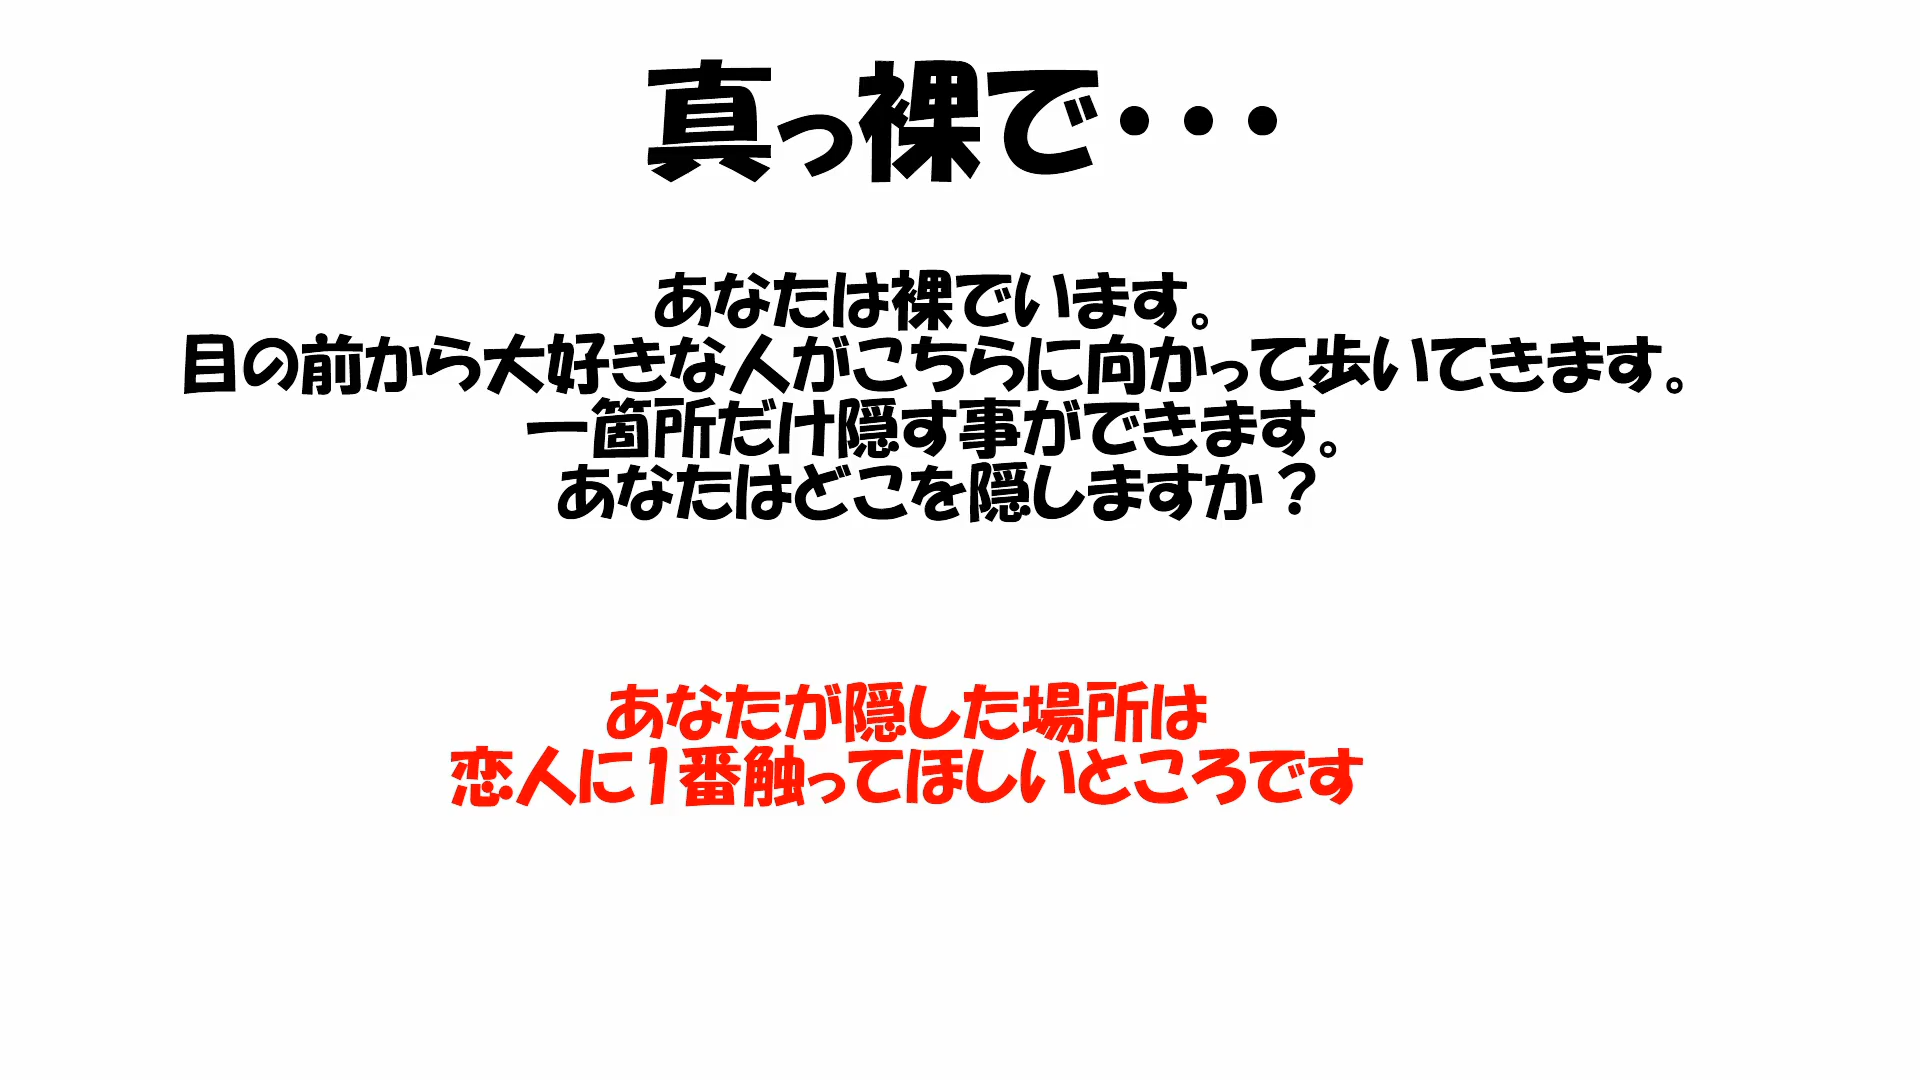 真っ裸で・・・
あなたは裸でいます。
目の前から大好きな人がこちらに向かって歩いてきます。
一箇所だけ隠す事ができます。
あなたはどこを隠しますか？
あなたが隠した場所は
恋人に1番触ってほしいところです